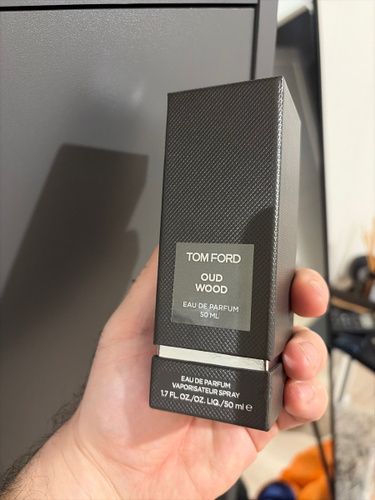 TOM FORD
OUD
WOOD
EAU DE PARFUM
50 ML
EAU DE PARFUM
VAPORISATEUR SPRAY
1.7 FL. OZ./OZ. LIQ./50 ml ℮